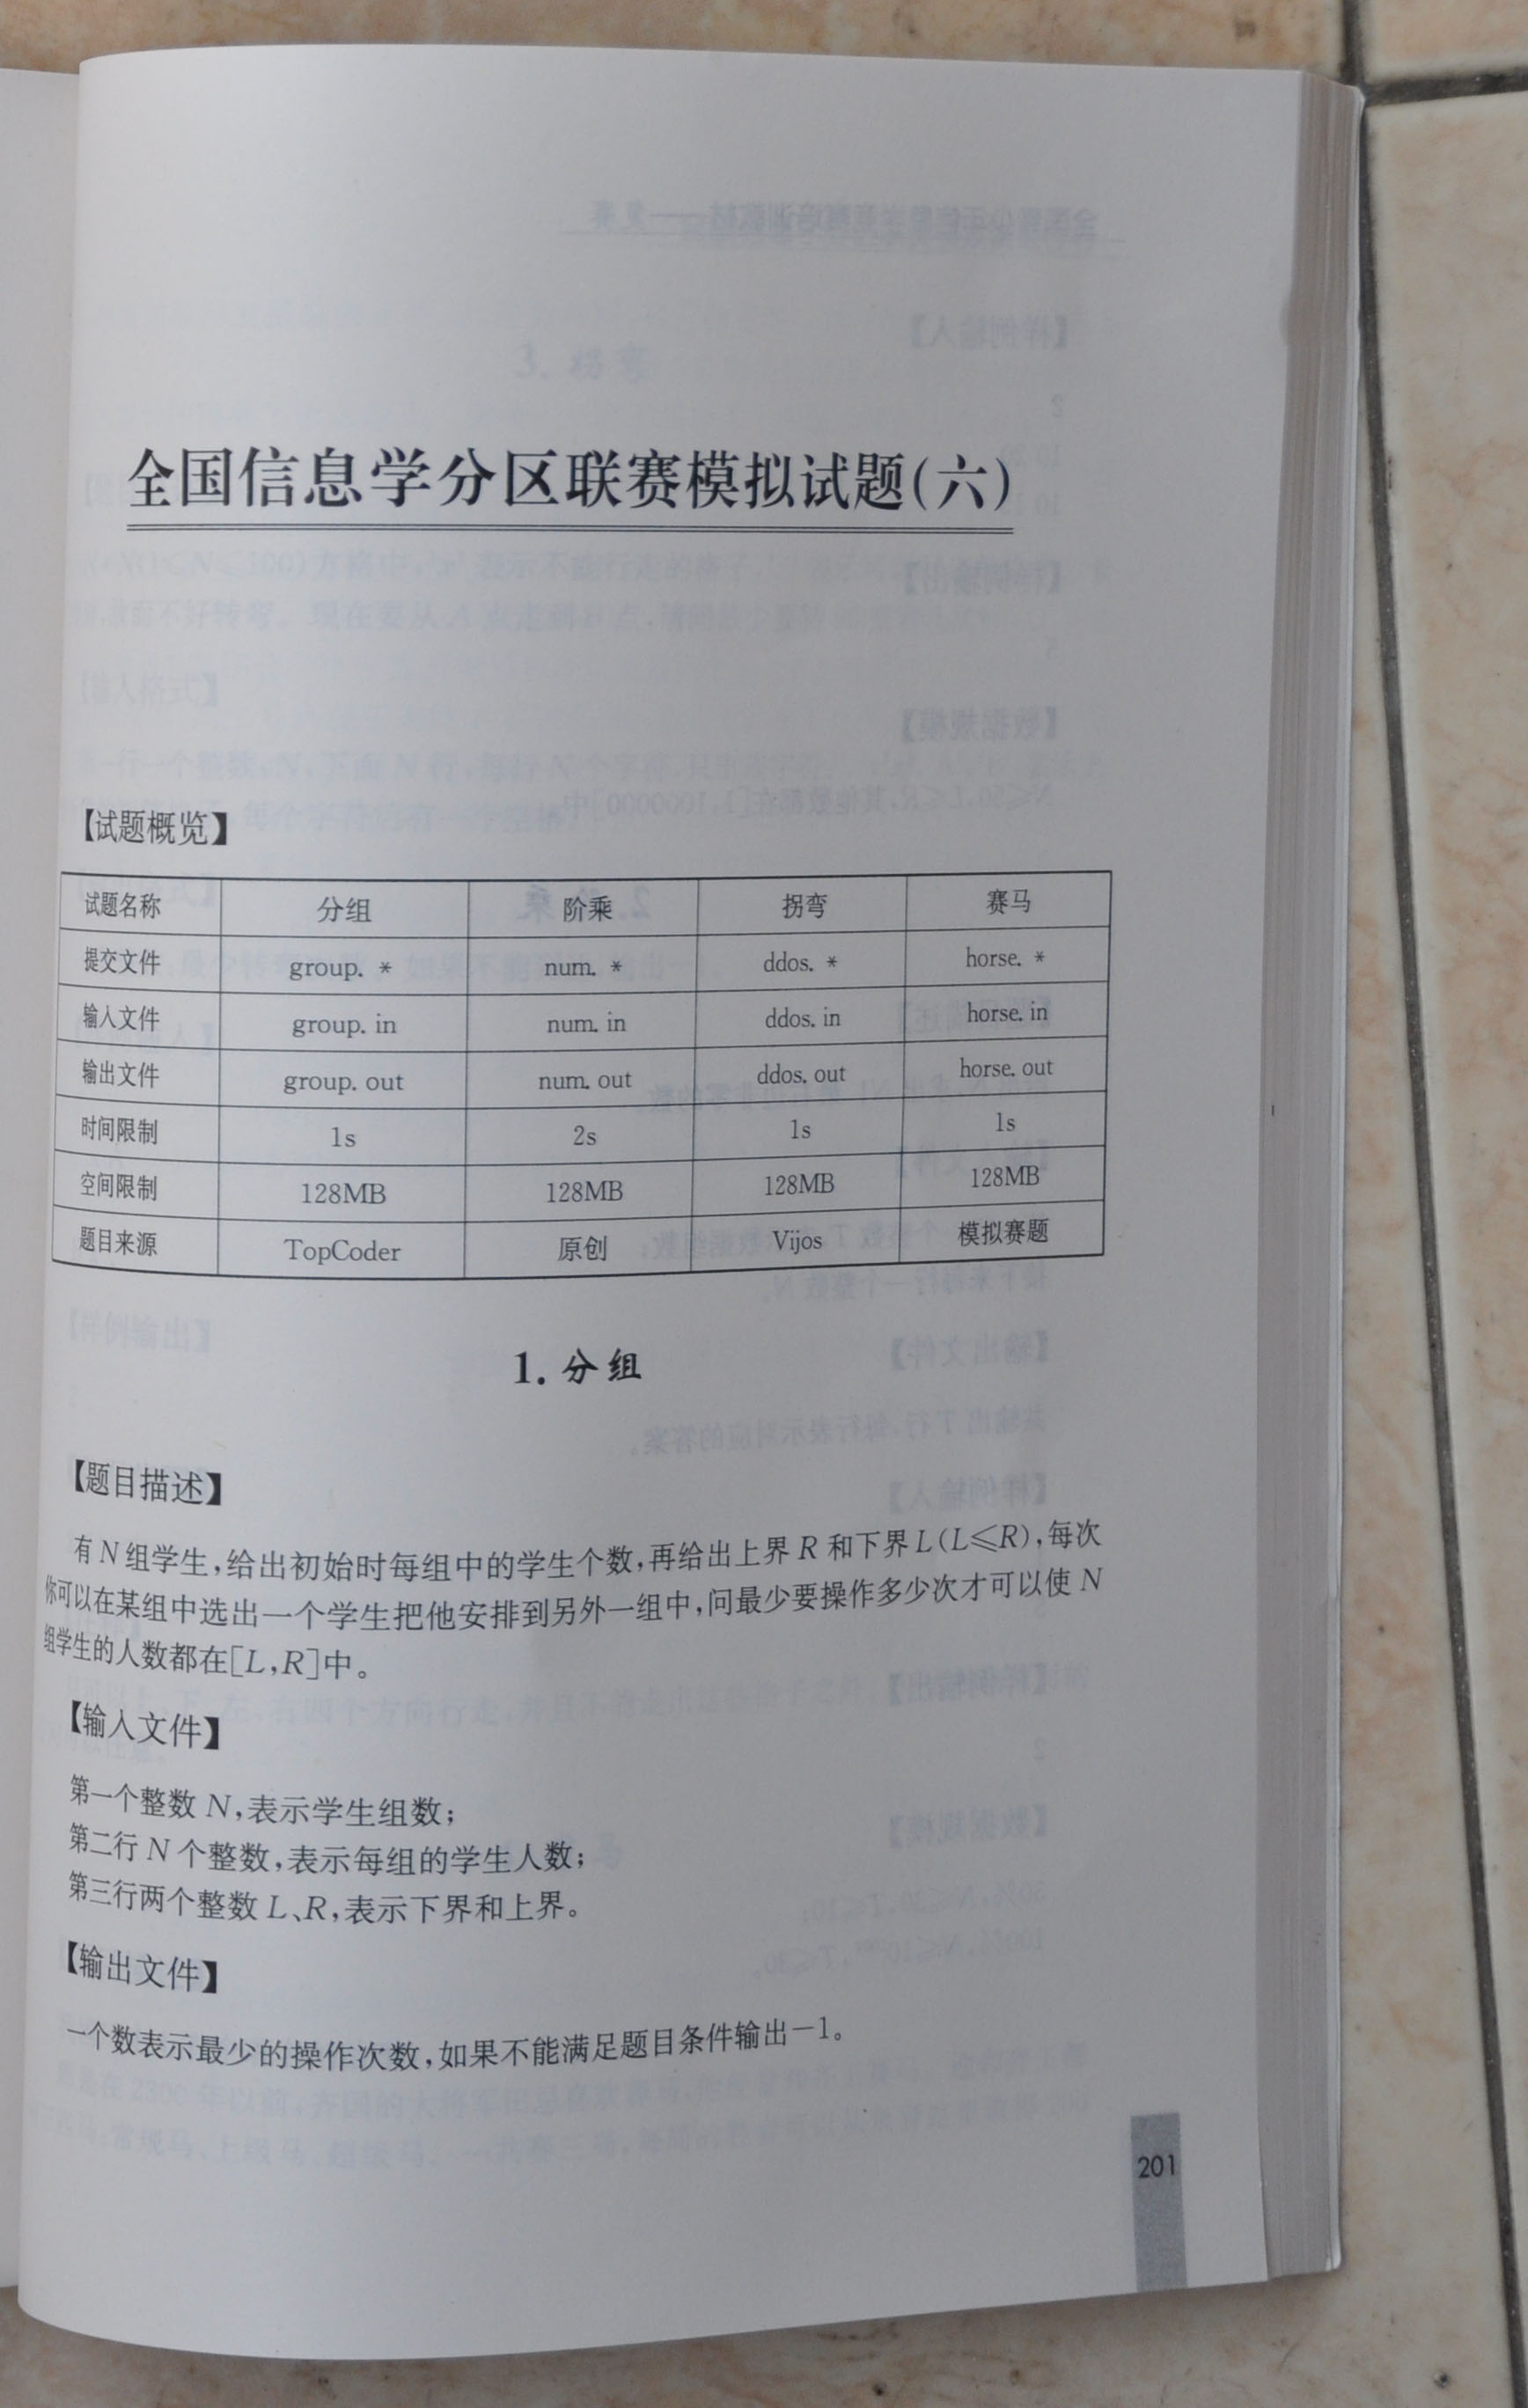 全国信息学分区联赛模拟试题(六)
【试题概览】
试题名称 分组 阶乘 拐弯 赛马
提交文件 group. * num. * ddos. * horse. *
输入文件 group. in num. in ddos. in horse. in
输出文件 group. out num. out ddos. out horse. out
时间限制 1s 2s 1s 1s
空间限制 128MB 128MB 128MB 128MB
题目来源 TopCoder 原创 Vijos 模拟赛题
1. 分组
【题目描述】
有N组学生,给出初始时每组中的学生个数,再给出上界R和下界L(L⩽R),每次
你可以在某组中选出一个学生把他安排到另外一组中,问最少要操作多少次才可以使N
组学生的人数都在[L,R]中。
【输入文件】
第一个整数N,表示学生组数;
第二行N个整数,表示每组的学生人数;
第三行两个整数L、R,表示下界和上界。
【输出文件】
一个数表示最少的操作次数,如果不能满足题目条件输出−1。
201